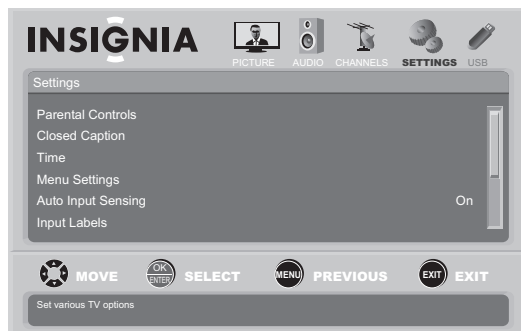 INSIGNIA
PICTURE AUDIO CHANNELS SETTINGS USB
Settings
Parental Controls
Closed Caption
Time
Menu Settings
Auto Input Sensing On
Input Labels
MOVE OK ENTER SELECT MENU PREVIOUS EXIT EXIT
Set various TV options